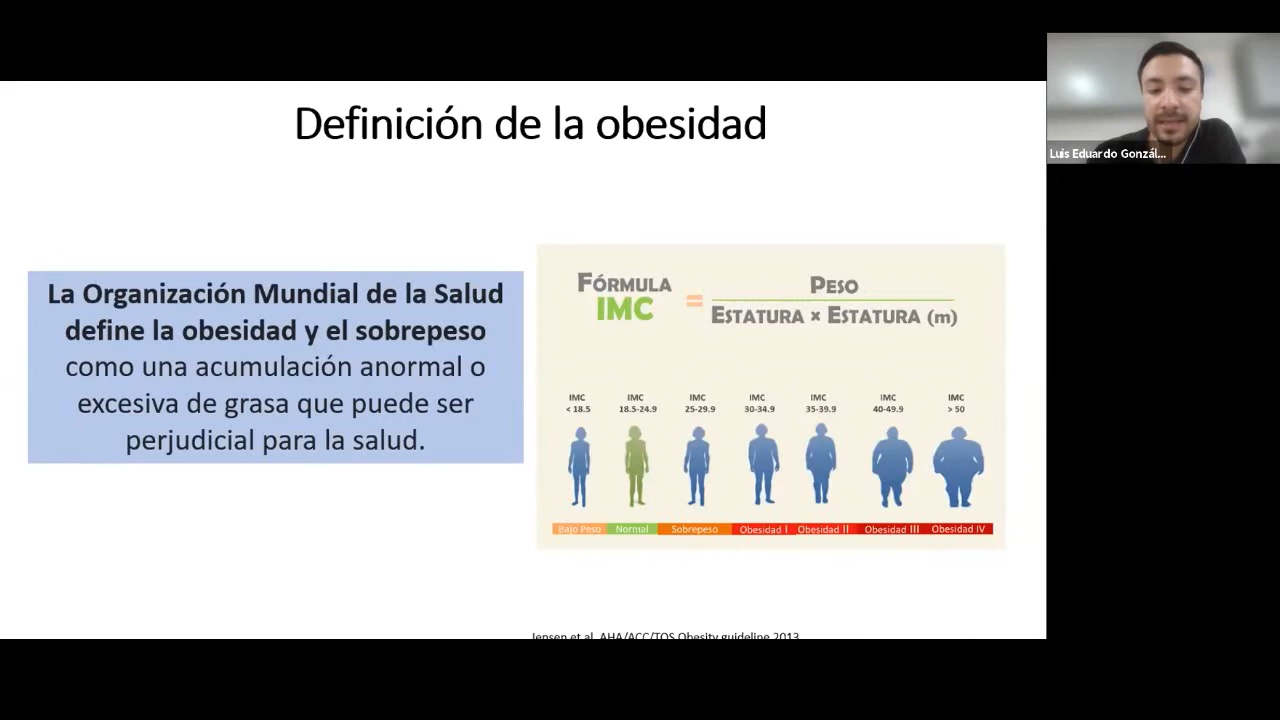 Definición de la obesidad
Luis Eduardo Gonzál...
La Organización Mundial de la Salud
define la obesidad y el sobrepeso
como una acumulación anormal o
excesiva de grasa que puede ser
perjudicial para la salud.
FÓRMULA
IMC
=
PESO
ESTATURA × ESTATURA (m)
IMC IMC IMC IMC IMC IMC IMC
< 18.5 18.5-24.9 25-29.9 30-34.9 35-39.9 40-49.9 > 50
Bajo Peso Normal Sobrepeso Obesidad I Obesidad II Obesidad III Obesidad IV
Jensen et al. AHA/ACC/TOS Obesity guideline 2013